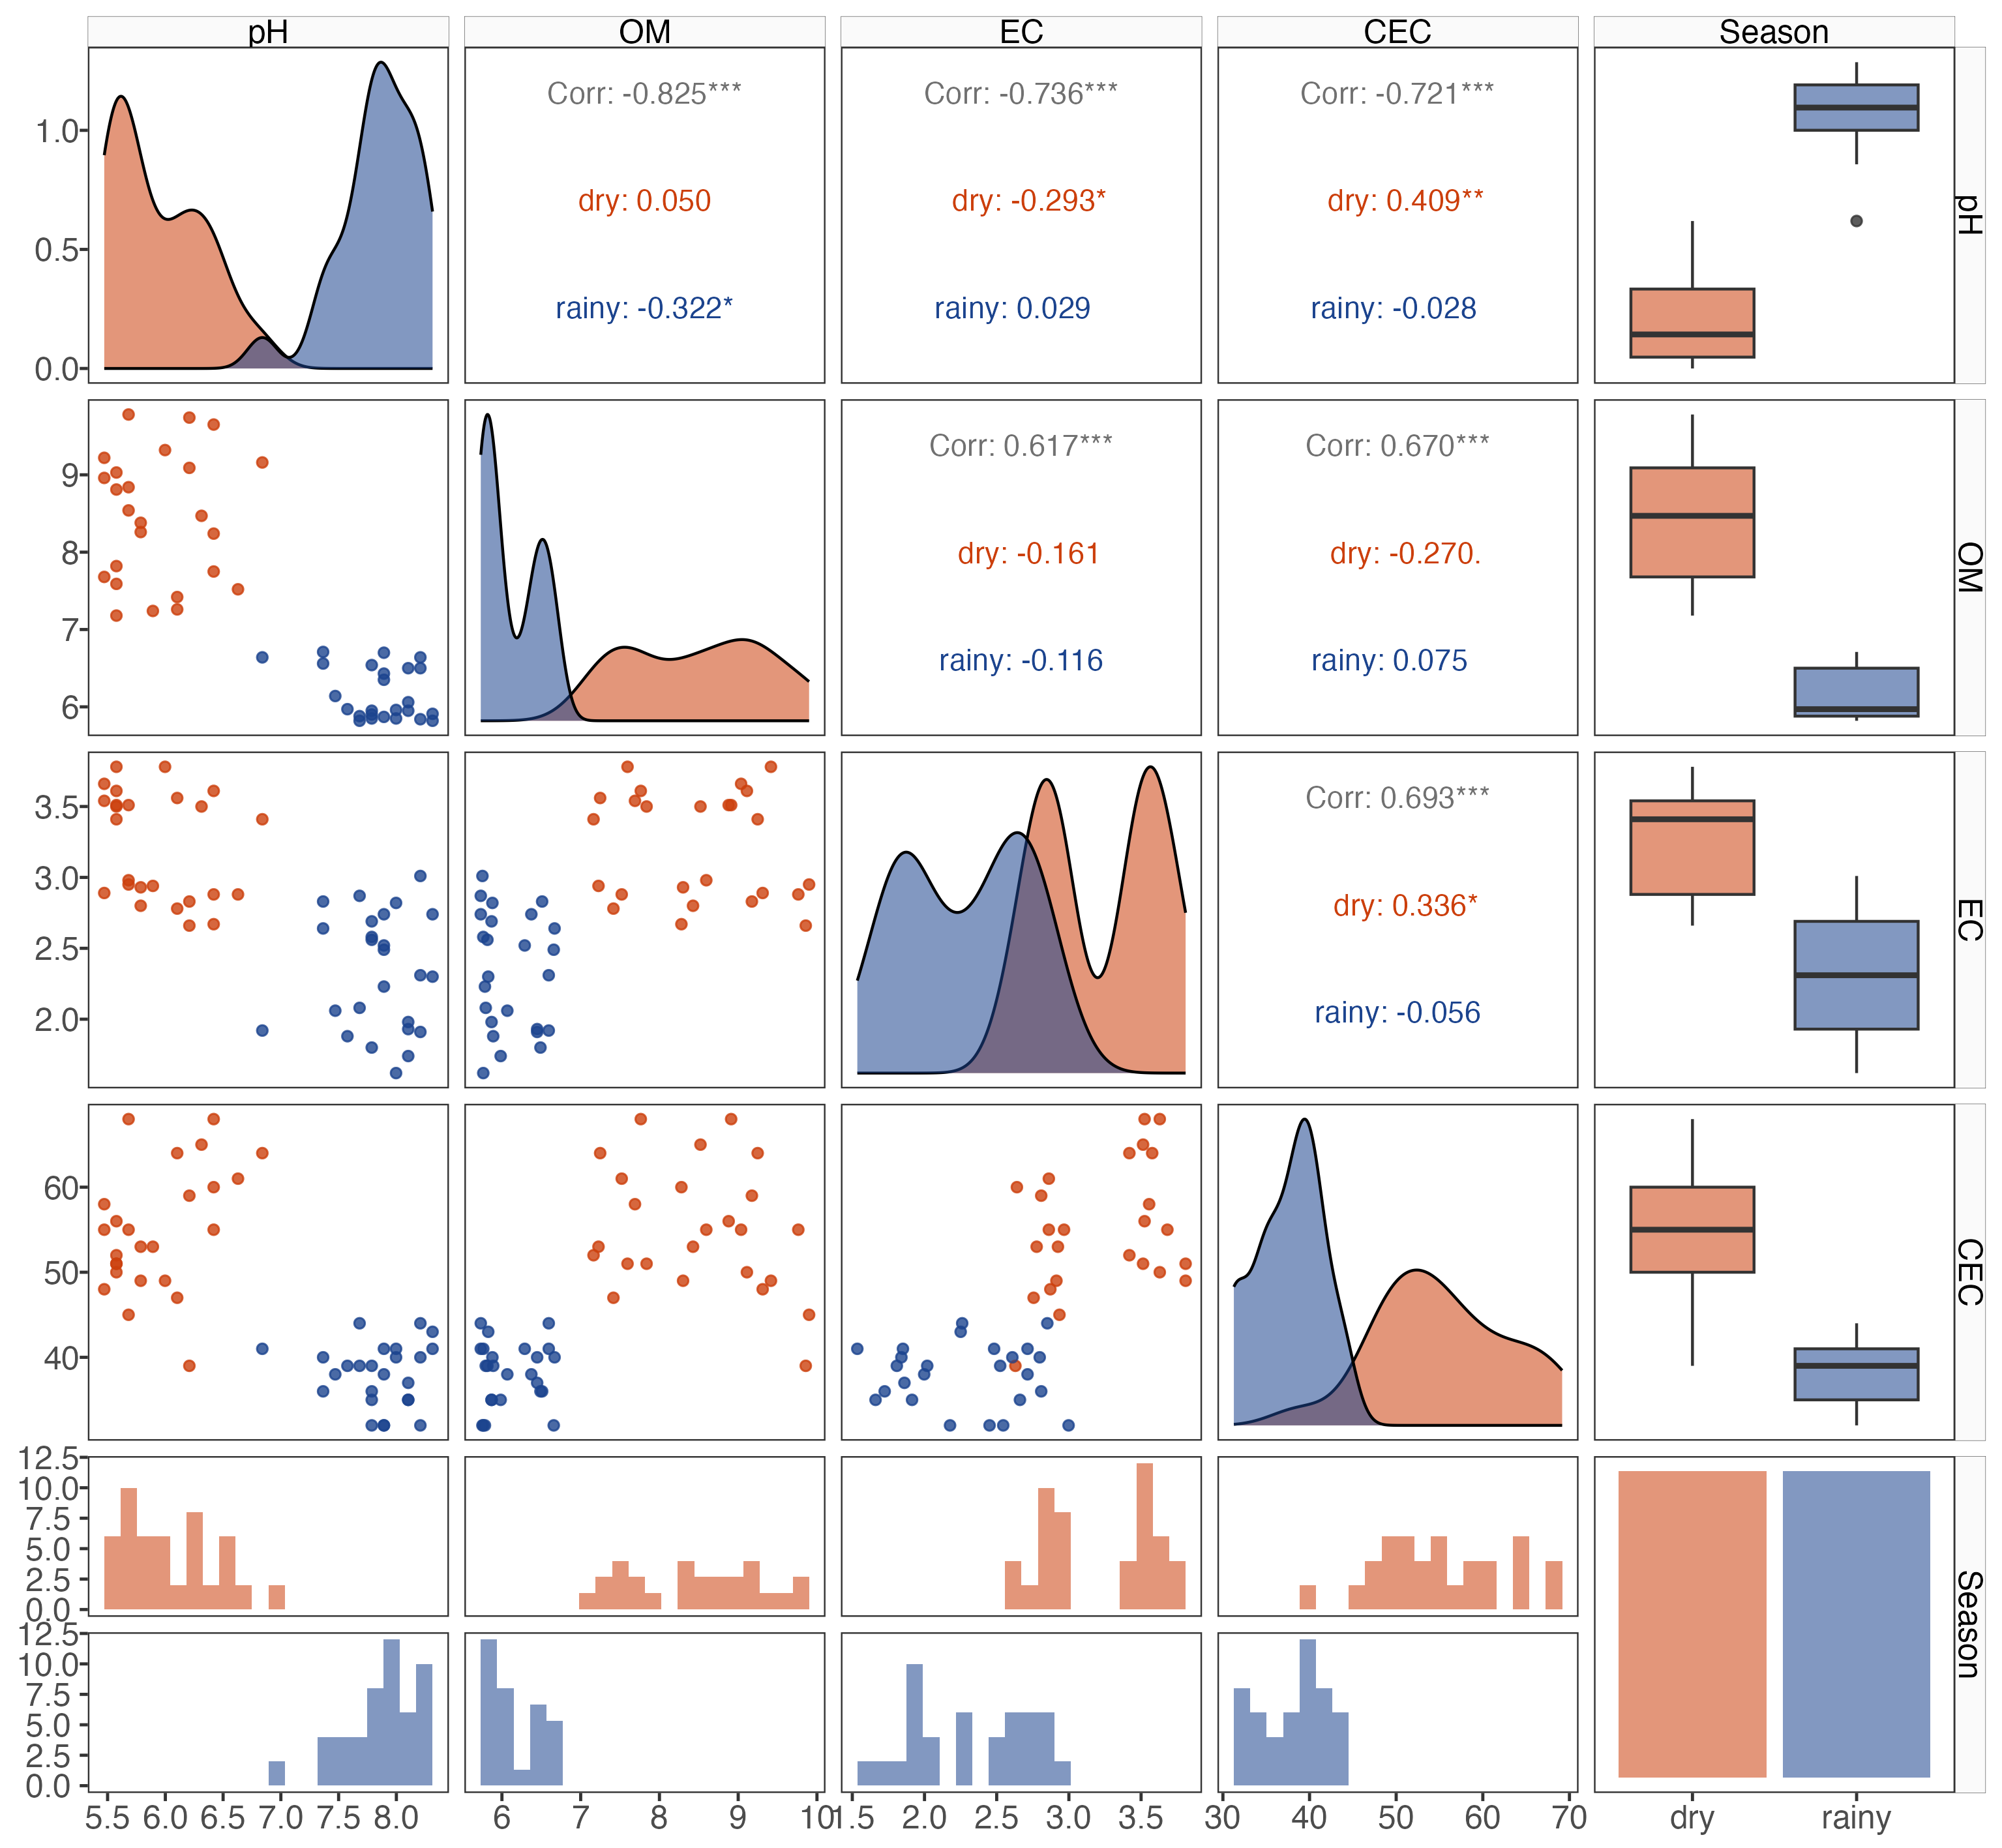 pH OM EC CEC Season
Corr: -0.825*** Corr: -0.736*** Corr: -0.721***
dry: 0.050 dry: -0.293* dry: 0.409**
rainy: -0.322* rainy: 0.029 rainy: -0.028
1.0
0.5
0.0
pH
Corr: 0.617*** Corr: 0.670***
dry: -0.161 dry: -0.270.
rainy: -0.116 rainy: 0.075
9
8
7
6
OM
Corr: 0.693***
dry: 0.336*
rainy: -0.056
3.5
3.0
2.5
2.0
EC
60
50
40
CEC
12.5
10.0
7.5
5.0
2.5
0.0
12.5
10.0
7.5
5.0
2.5
0.0
Season
5.5 6.0 6.5 7.0 7.5 8.0 6 7 8 9 10 1.5 2.0 2.5 3.0 3.5 30 40 50 60 70 dry rainy